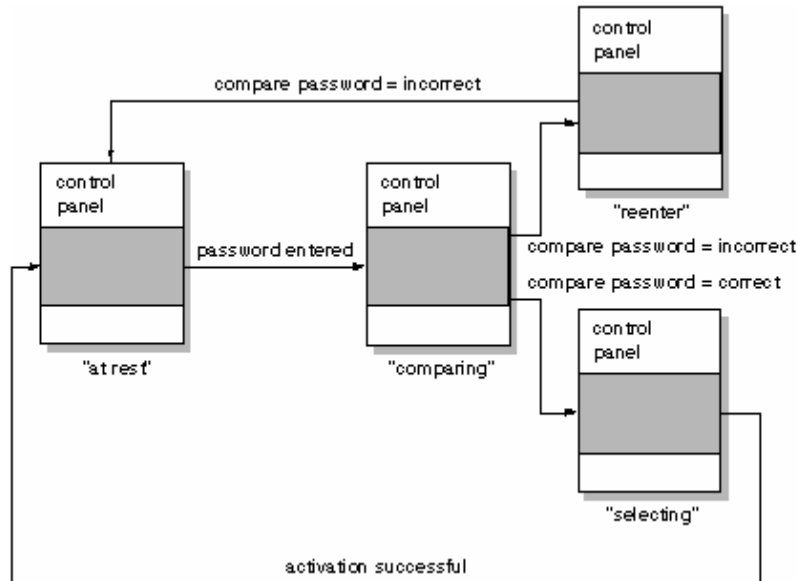 control
panel
compare password = incorrect
"reenter"
control
panel
control
panel
password entered
compare password = incorrect
compare password = correct
control
panel
"at rest"
"comparing"
"selecting"
activation successful